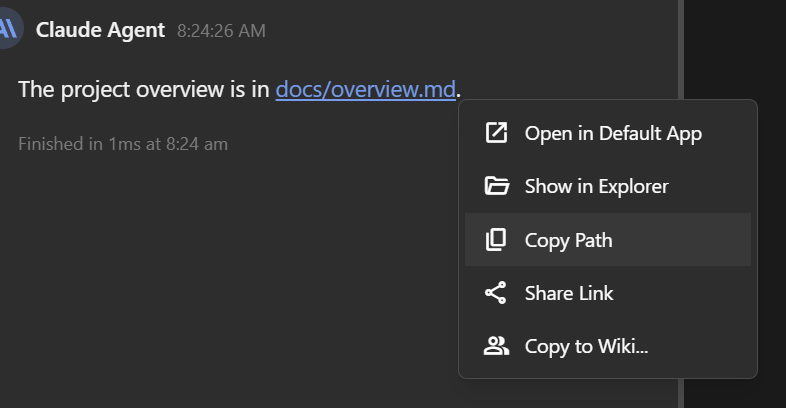 Claude Agent 8:24:26 AM
The project overview is in docs/overview.md.
Finished in 1ms at 8:24 am
Open in Default App
Show in Explorer
Copy Path
Share Link
Copy to Wiki...